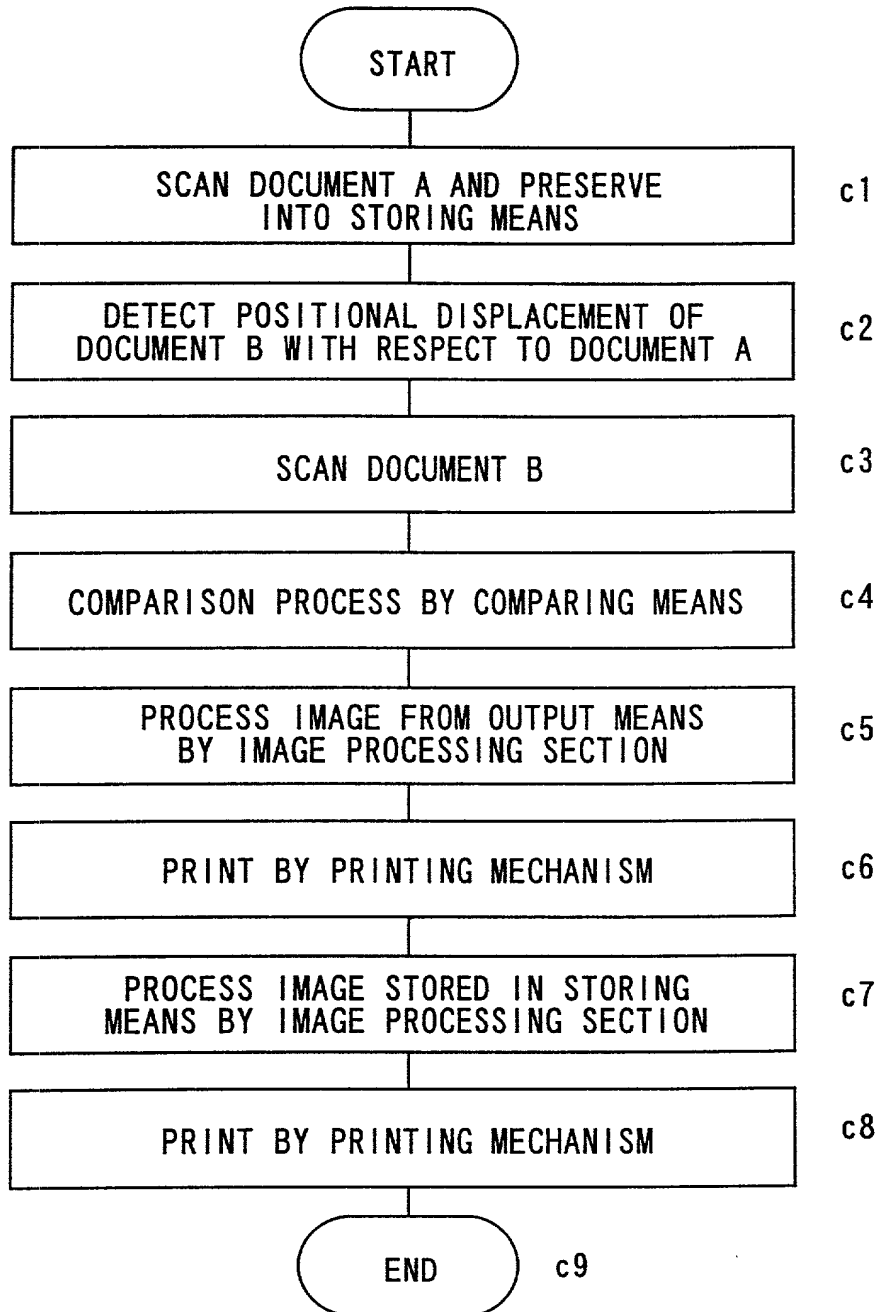 START
SCAN DOCUMENT A AND PRESERVE
INTO STORING MEANS
c1
DETECT POSITIONAL DISPLACEMENT OF
DOCUMENT B WITH RESPECT TO DOCUMENT A
c2
SCAN DOCUMENT B
c3
COMPARISON PROCESS BY COMPARING MEANS
c4
PROCESS IMAGE FROM OUTPUT MEANS
BY IMAGE PROCESSING SECTION
c5
PRINT BY PRINTING MECHANISM
c6
PROCESS IMAGE STORED IN STORING
MEANS BY IMAGE PROCESSING SECTION
c7
PRINT BY PRINTING MECHANISM
c8
END
c9